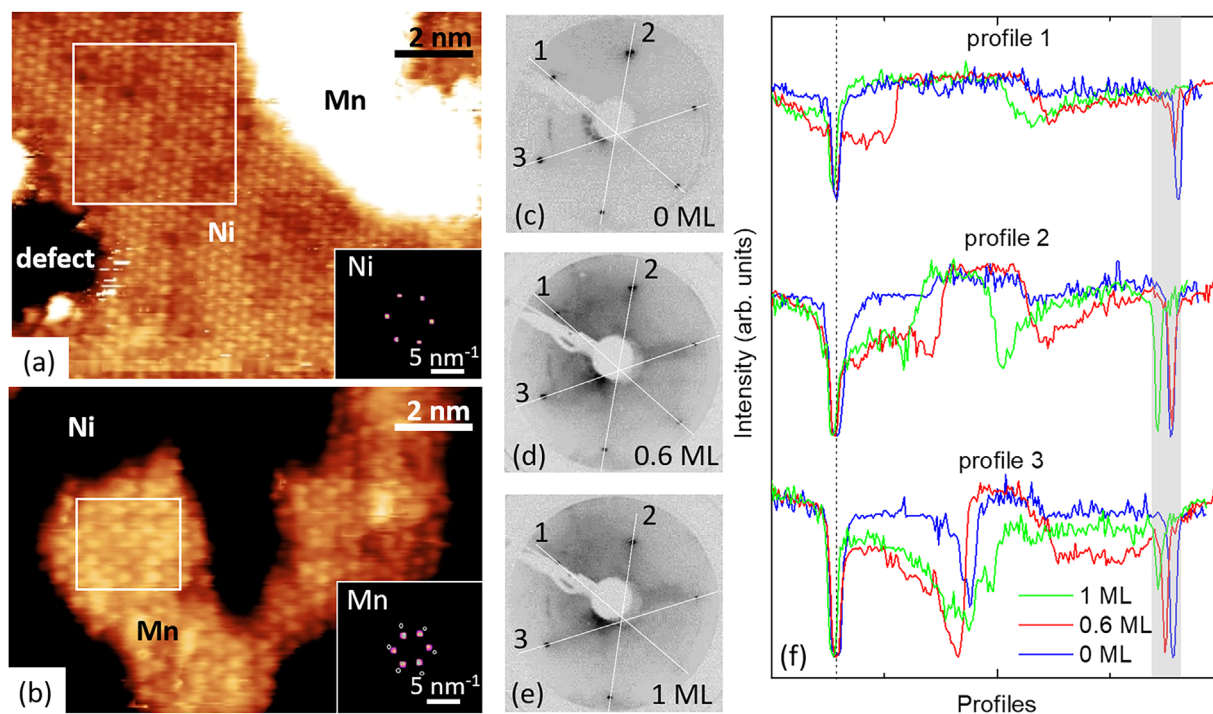 2 nm
Mn
Ni
defect
Ni
5 nm-1
(a)
2 nm
Ni
Mn
Mn
5 nm-1
(b)
1
2
3
(c)
0 ML
1
2
3
(d)
0.6 ML
1
2
3
(e)
1 ML
profile 1
profile 2
profile 3
Intensity (arb. units)
1 ML
0.6 ML
0 ML
(f)
Profiles